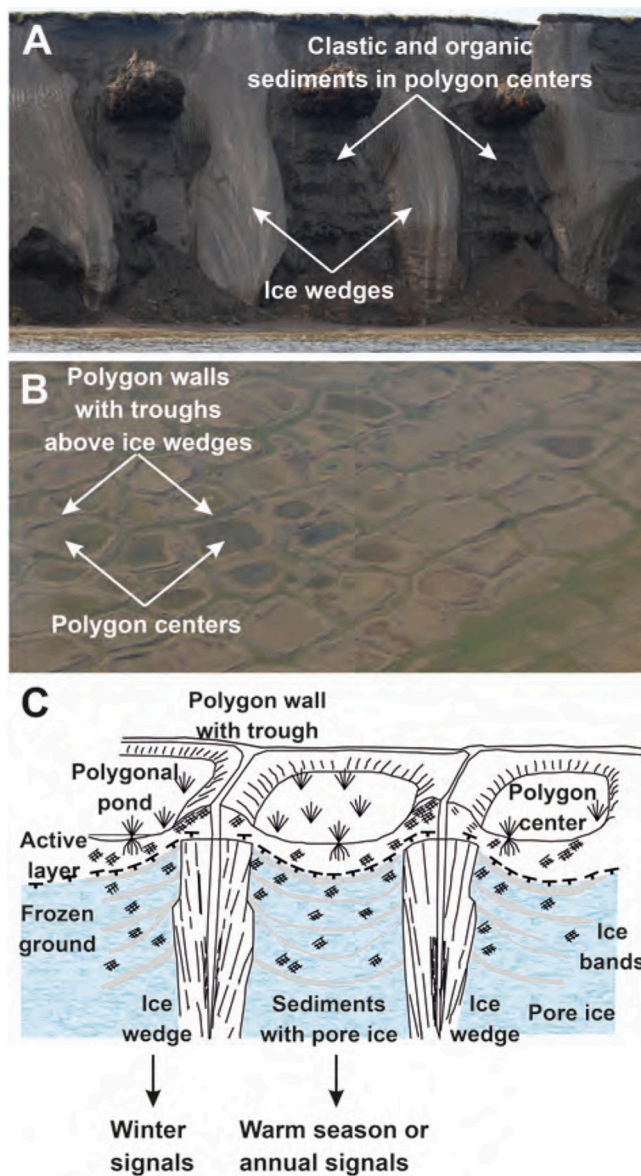 A
Clastic and organic
sediments in polygon centers
Ice wedges
B
Polygon walls
with troughs
above ice wedges
Polygon centers
C
Polygon wall
with trough
Polygonal
pond
Polygon
center
Active
layer
Frozen
ground
Ice
bands
Ice
wedge
Sediments
with pore ice
Ice
wedge
Pore ice
Winter
signals
Warm season or
annual signals